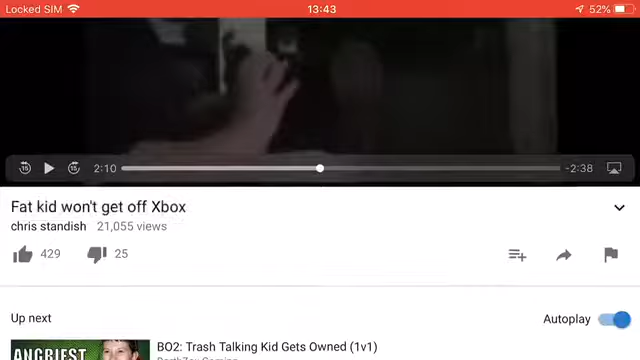 Locked SIM 13:43 52%
15 15 2:10 -2:38
Fat kid won't get off Xbox
chris standish 21,055 views
429 25
Up next Autoplay
ANGRIEST BO2: Trash Talking Kid Gets Owned (1v1)